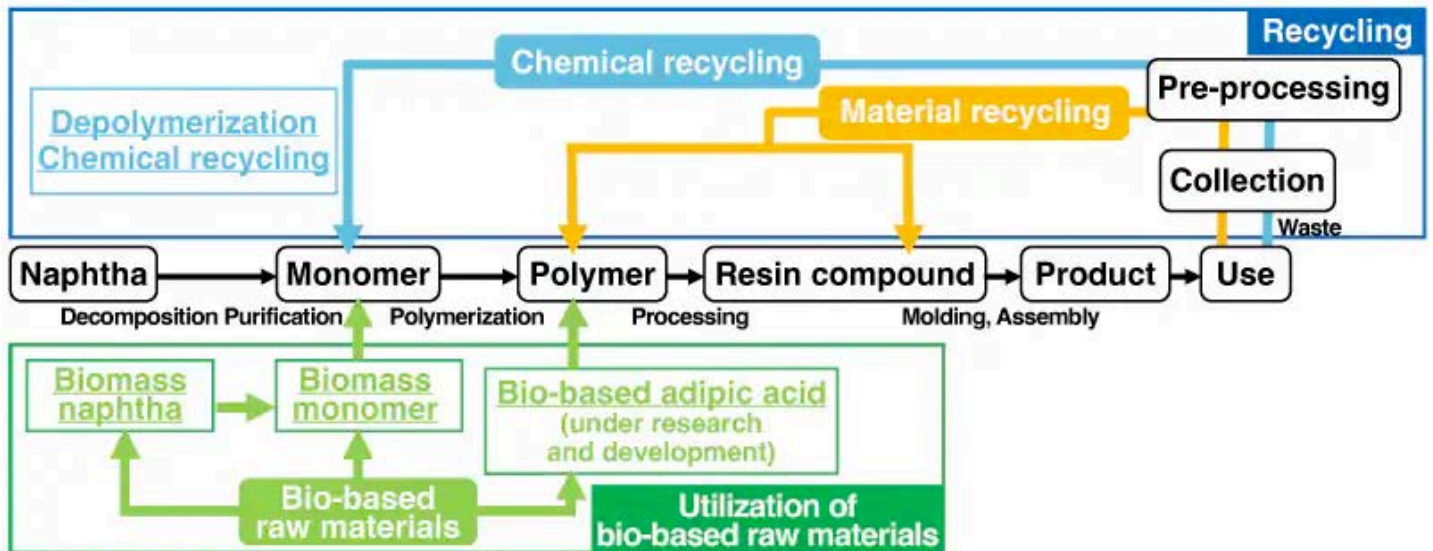 Recycling
Chemical recycling
Pre-processing
Material recycling
Depolymerization
Chemical recycling
Collection
Waste
Naphtha
Monomer
Polymer
Resin compound
Product
Use
Decomposition Purification
Polymerization
Processing
Molding, Assembly
Biomass
naphtha
Biomass
monomer
Bio-based adipic acid
(under research
and development)
Bio-based
raw materials
Utilization of
bio-based raw materials